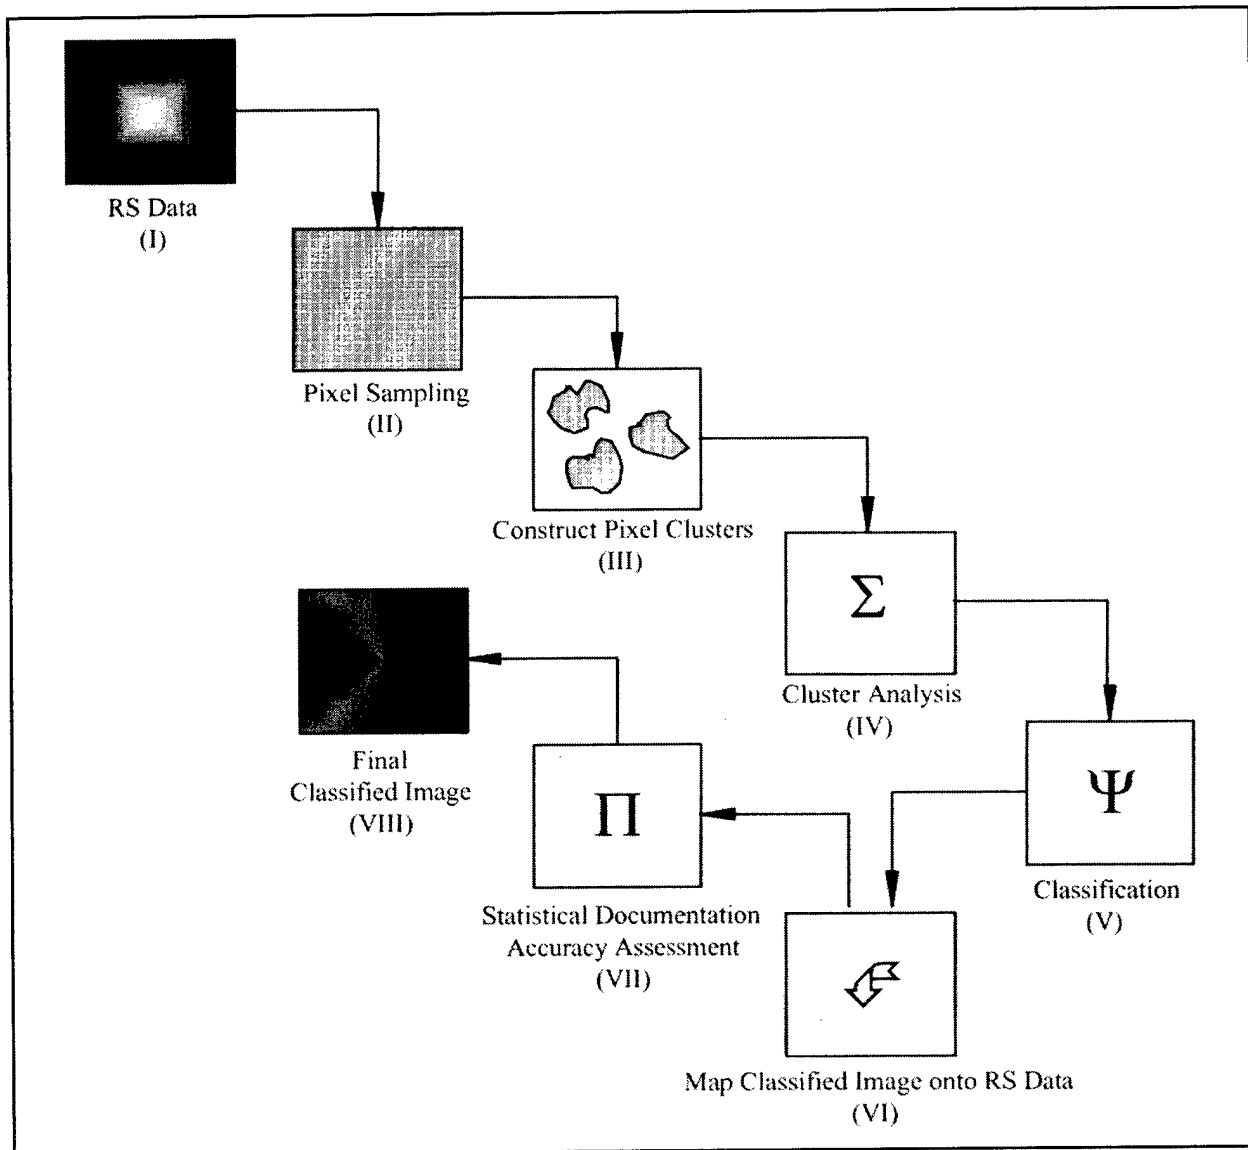 RS Data
(I)
Pixel Sampling
(II)
Construct Pixel Clusters
(III)
Σ
Cluster Analysis
(IV)
Ψ
Classification
(V)
Map Classified Image onto RS Data
(VI)
Π
Statistical Documentation
Accuracy Assessment
(VII)
Final
Classified Image
(VIII)